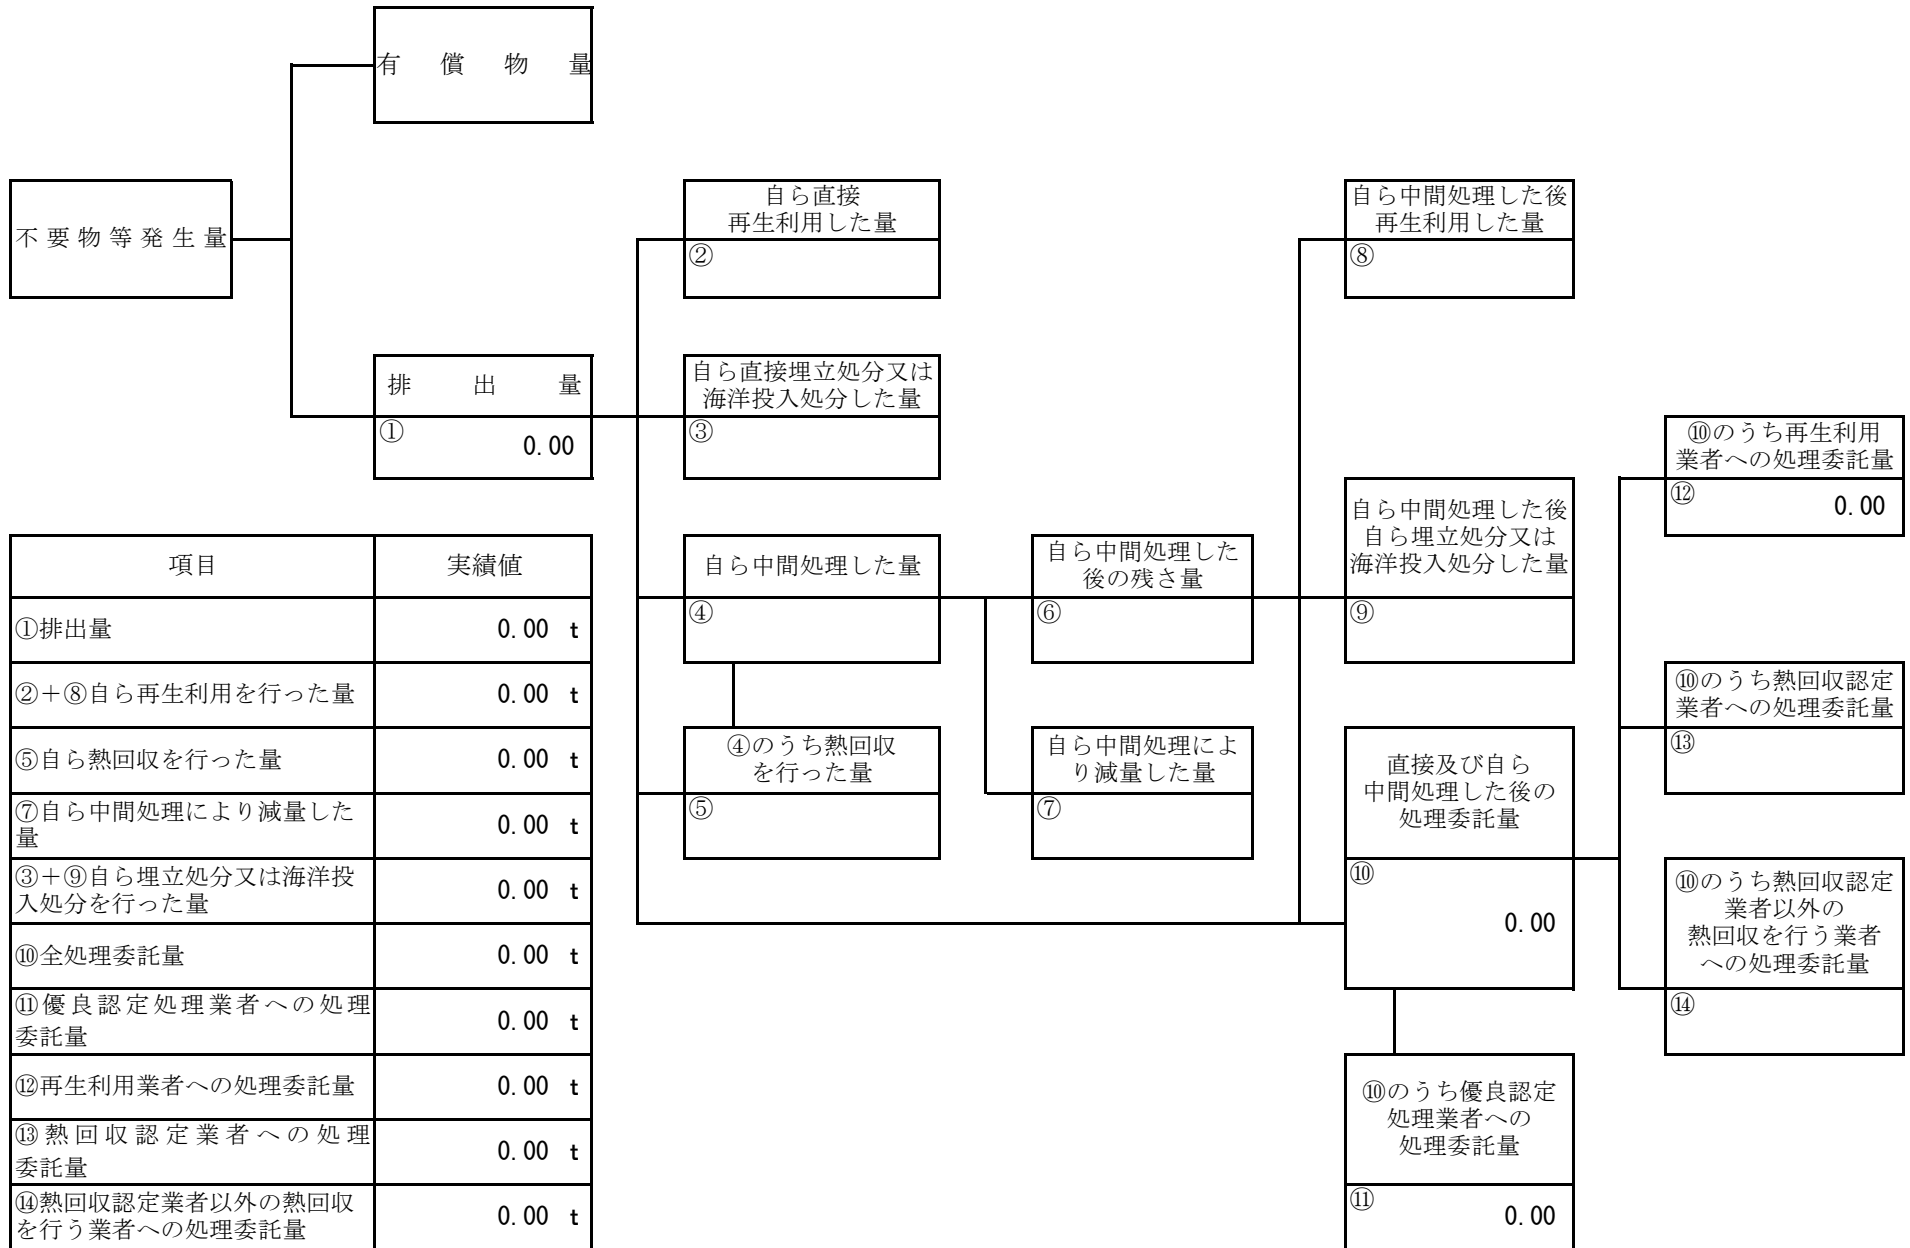 有償物量
不要物等発生量
自ら直接
再生利用した量
②
自ら中間処理した後
再生利用した量
⑧
排出量
① 0.00
自ら直接埋立処分又は
海洋投入処分した量
③
⑩のうち再生利用
業者への処理委託量
⑫ 0.00
自ら中間処理した後
自ら埋立処分又は
海洋投入処分した量
⑨
自ら中間処理した量
④
自ら中間処理した
後の残さ量
⑥
⑩のうち熱回収認定
業者への処理委託量
⑬
④のうち熱回収
を行った量
⑤
自ら中間処理によ
り減量した量
⑦
直接及び自ら
中間処理した後の
処理委託量
⑩
0.00
⑩のうち熱回収認定
業者以外の
熱回収を行う業者
への処理委託量
⑭
⑩のうち優良認定
処理業者への
処理委託量
⑪ 0.00
項目 実績値
①排出量 0.00 t
②+⑧自ら再生利用を行った量 0.00 t
⑤自ら熱回収を行った量 0.00 t
⑦自ら中間処理により減量した
量 0.00 t
③+⑨自ら埋立処分又は海洋投
入処分を行った量 0.00 t
⑩全処理委託量 0.00 t
⑪優良認定処理業者への処理
委託量 0.00 t
⑫再生利用業者への処理委託量 0.00 t
⑬熱回収認定業者への処理
委託量 0.00 t
⑭熱回収認定業者以外の熱回収
を行う業者への処理委託量 0.00 t